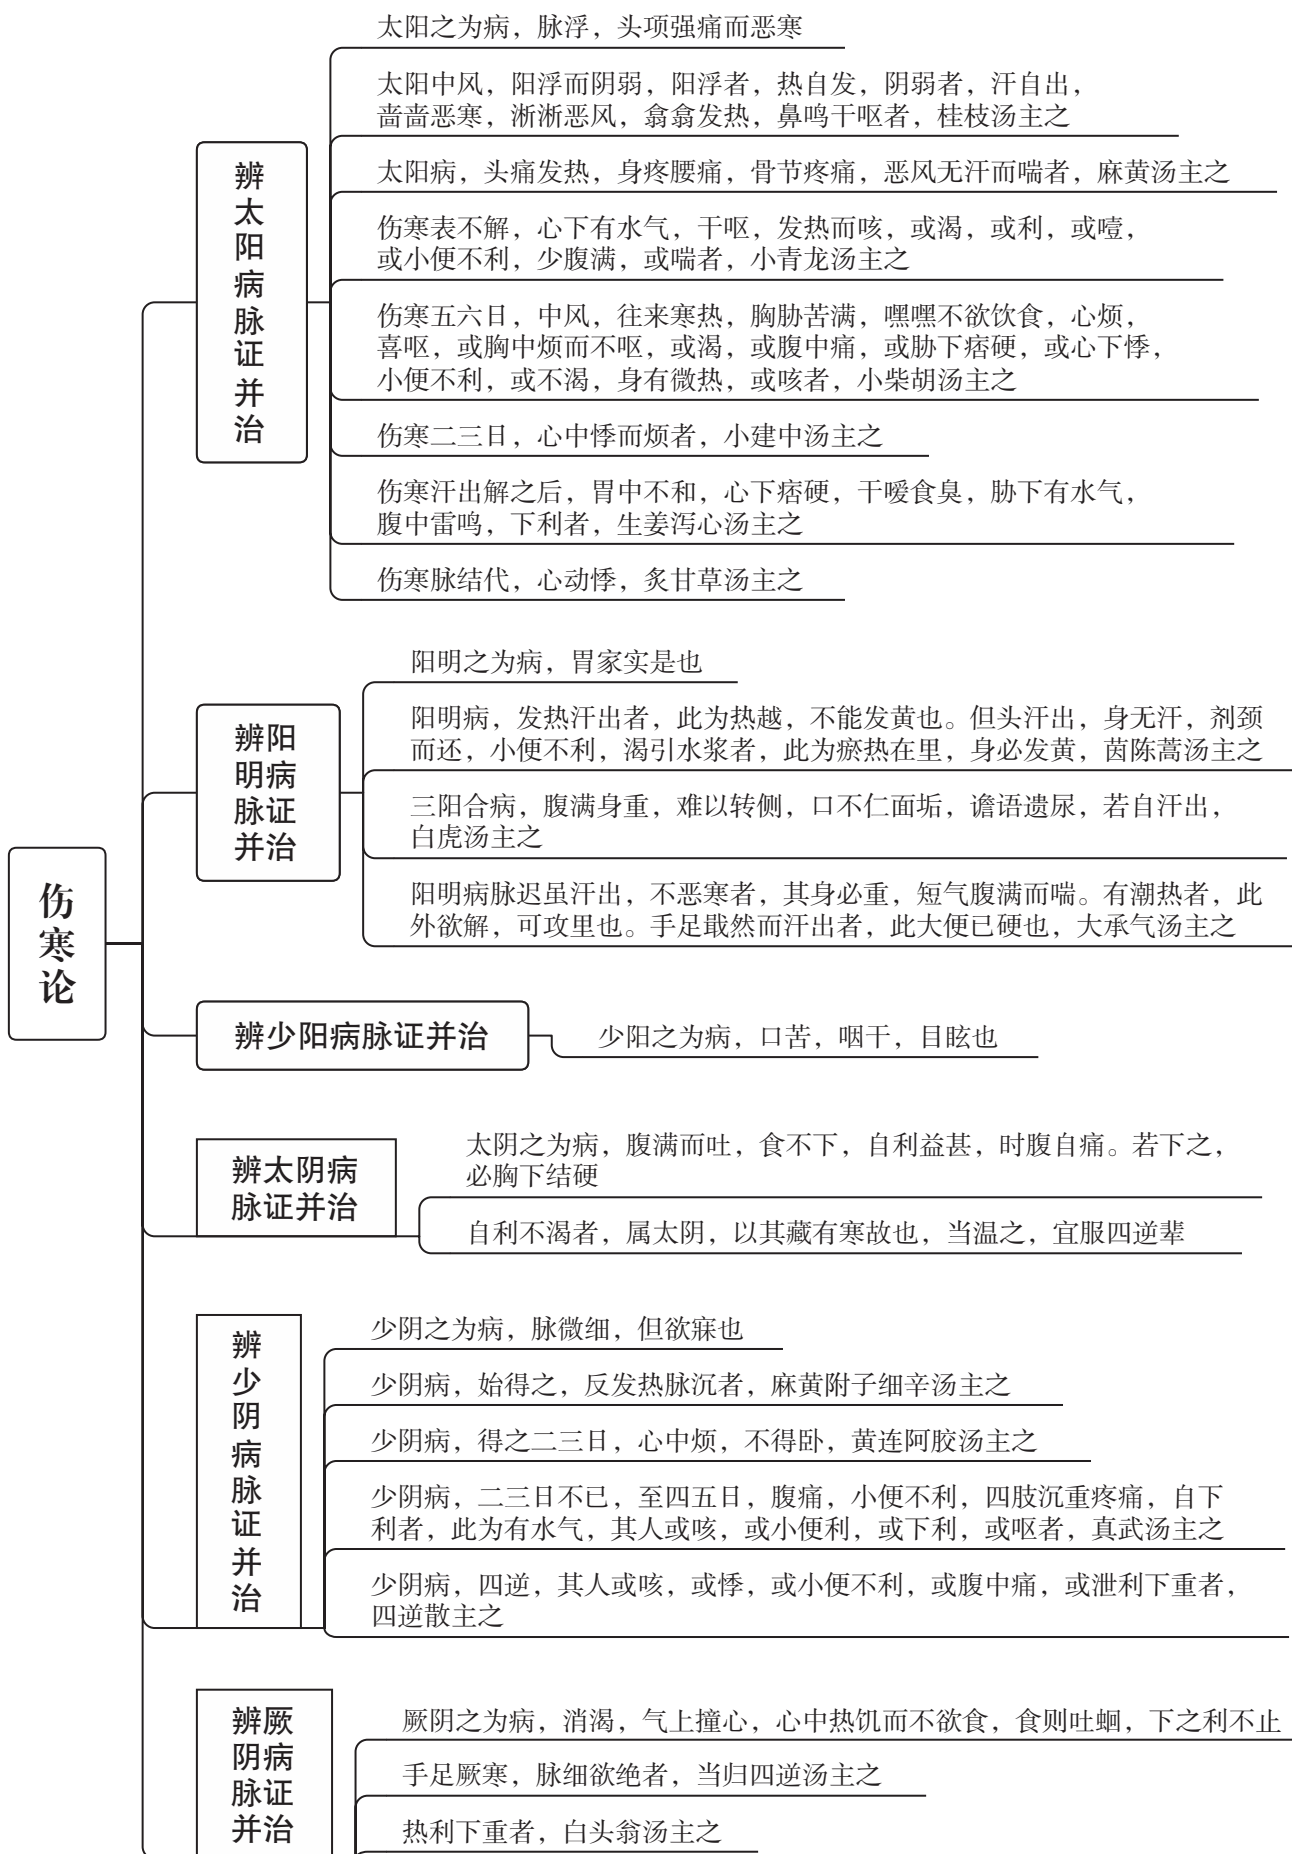 伤寒论
辨太阳病脉证并治
太阳之为病，脉浮，头项强痛而恶寒
太阳中风，阳浮而阴弱，阳浮者，热自发，阴弱者，汗自出，
啬啬恶寒，淅淅恶风，翕翕发热，鼻鸣干呕者，桂枝汤主之
太阳病，头痛发热，身疼腰痛，骨节疼痛，恶风无汗而喘者，麻黄汤主之
伤寒表不解，心下有水气，干呕，发热而咳，或渴，或利，或噎，
或小便不利，少腹满，或喘者，小青龙汤主之
伤寒五六日，中风，往来寒热，胸胁苦满，嘿嘿不欲饮食，心烦，
喜呕，或胸中烦而不呕，或渴，或腹中痛，或胁下痞硬，或心下悸，
小便不利，或不渴，身有微热，或咳者，小柴胡汤主之
伤寒二三日，心中悸而烦者，小建中汤主之
伤寒汗出解之后，胃中不和，心下痞硬，干嗳食臭，胁下有水气，
腹中雷鸣，下利者，生姜泻心汤主之
伤寒脉结代，心动悸，炙甘草汤主之
辨阳
明病
脉证
并治
阳明之为病，胃家实是也
阳明病，发热汗出者，此为热越，不能发黄也。但头汗出，身无汗，剂颈
而还，小便不利，渴引水浆者，此为瘀热在里，身必发黄，茵陈蒿汤主之
三阳合病，腹满身重，难以转侧，口不仁面垢，谵语遗尿，若自汗出，
白虎汤主之
阳明病脉迟虽汗出，不恶寒者，其身必重，短气腹满而喘。有潮热者，此
外欲解，可攻里也。手足戢然而汗出者，此大便已硬也，大承气汤主之
辨少阳病脉证并治
少阳之为病，口苦，咽干，目眩也
辨太阴病
脉证并治
太阴之为病，腹满而吐，食不下，自利益甚，时腹自痛。若下之，
必胸下结硬
自利不渴者，属太阴，以其藏有寒故也，当温之，宜服四逆辈
辨少阴病脉证并治
少阴之为病，脉微细，但欲寐也
少阴病，始得之，反发热脉沉者，麻黄附子细辛汤主之
少阴病，得之二三日，心中烦，不得卧，黄连阿胶汤主之
少阴病，二三日不已，至四五日，腹痛，小便不利，四肢沉重疼痛，自下
利者，此为有水气，其人或咳，或小便利，或下利，或呕者，真武汤主之
少阴病，四逆，其人或咳，或悸，或小便不利，或腹中痛，或泄利下重者，
四逆散主之
辨厥
阴病
脉证
并治
厥阴之为病，消渴，气上撞心，心中热饥而不欲食，食则吐蛔，下之利不止
手足厥寒，脉细欲绝者，当归四逆汤主之
热利下重者，白头翁汤主之